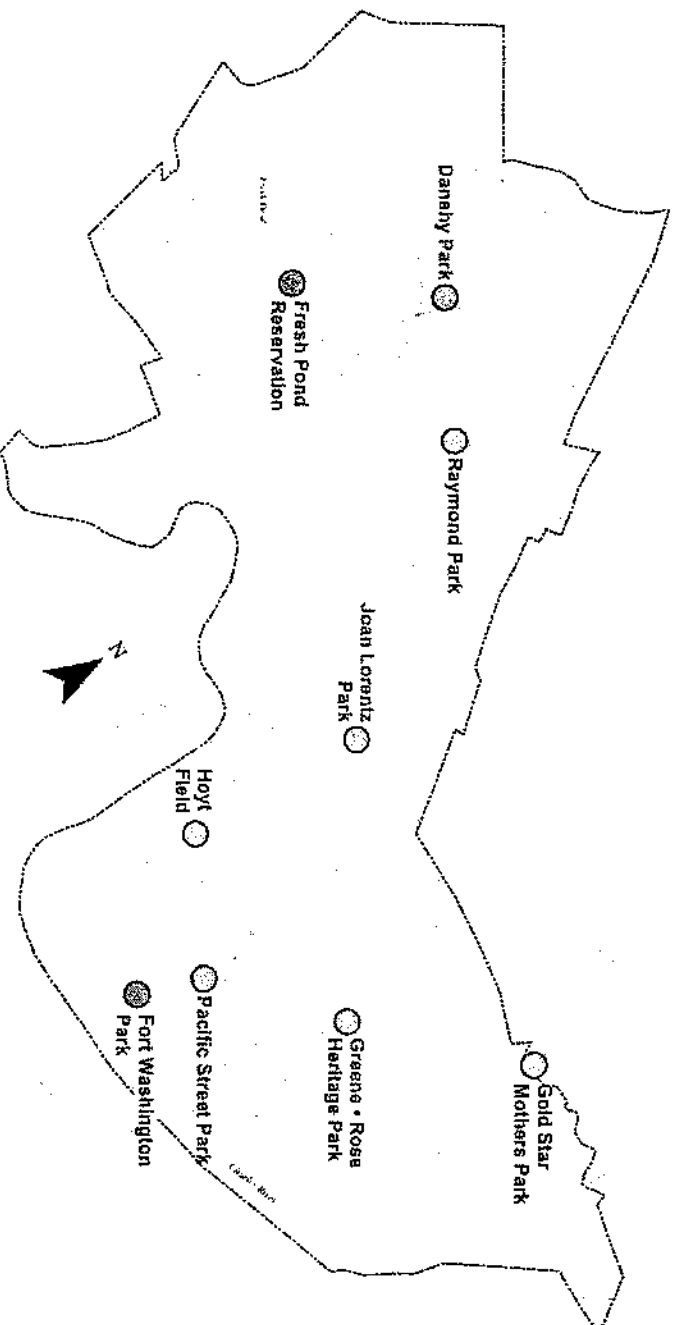 Danehy Park
Fresh Pond
Reservation
Raymond Park
Joan Lorentz
Park
N
Hoyt
Field
Pacific Street Park
Fort Washington
Park
Greene • Rose
Heritage Park
Gold Star
Mothers Park